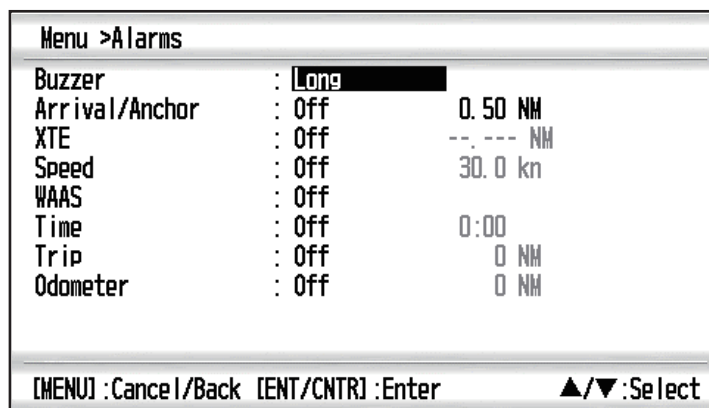 Menu >Alarms
Buzzer : Long
Arrival/Anchor : Off 0.50 NM
XTE : Off --.--- NM
Speed : Off 30.0 kn
WAAS : Off
Time : Off 0:00
Trip : Off 0 NM
Odometer : Off 0 NM
[MENU]:Cancel/Back [ENT/CNTR]:Enter ▲/▼:Select